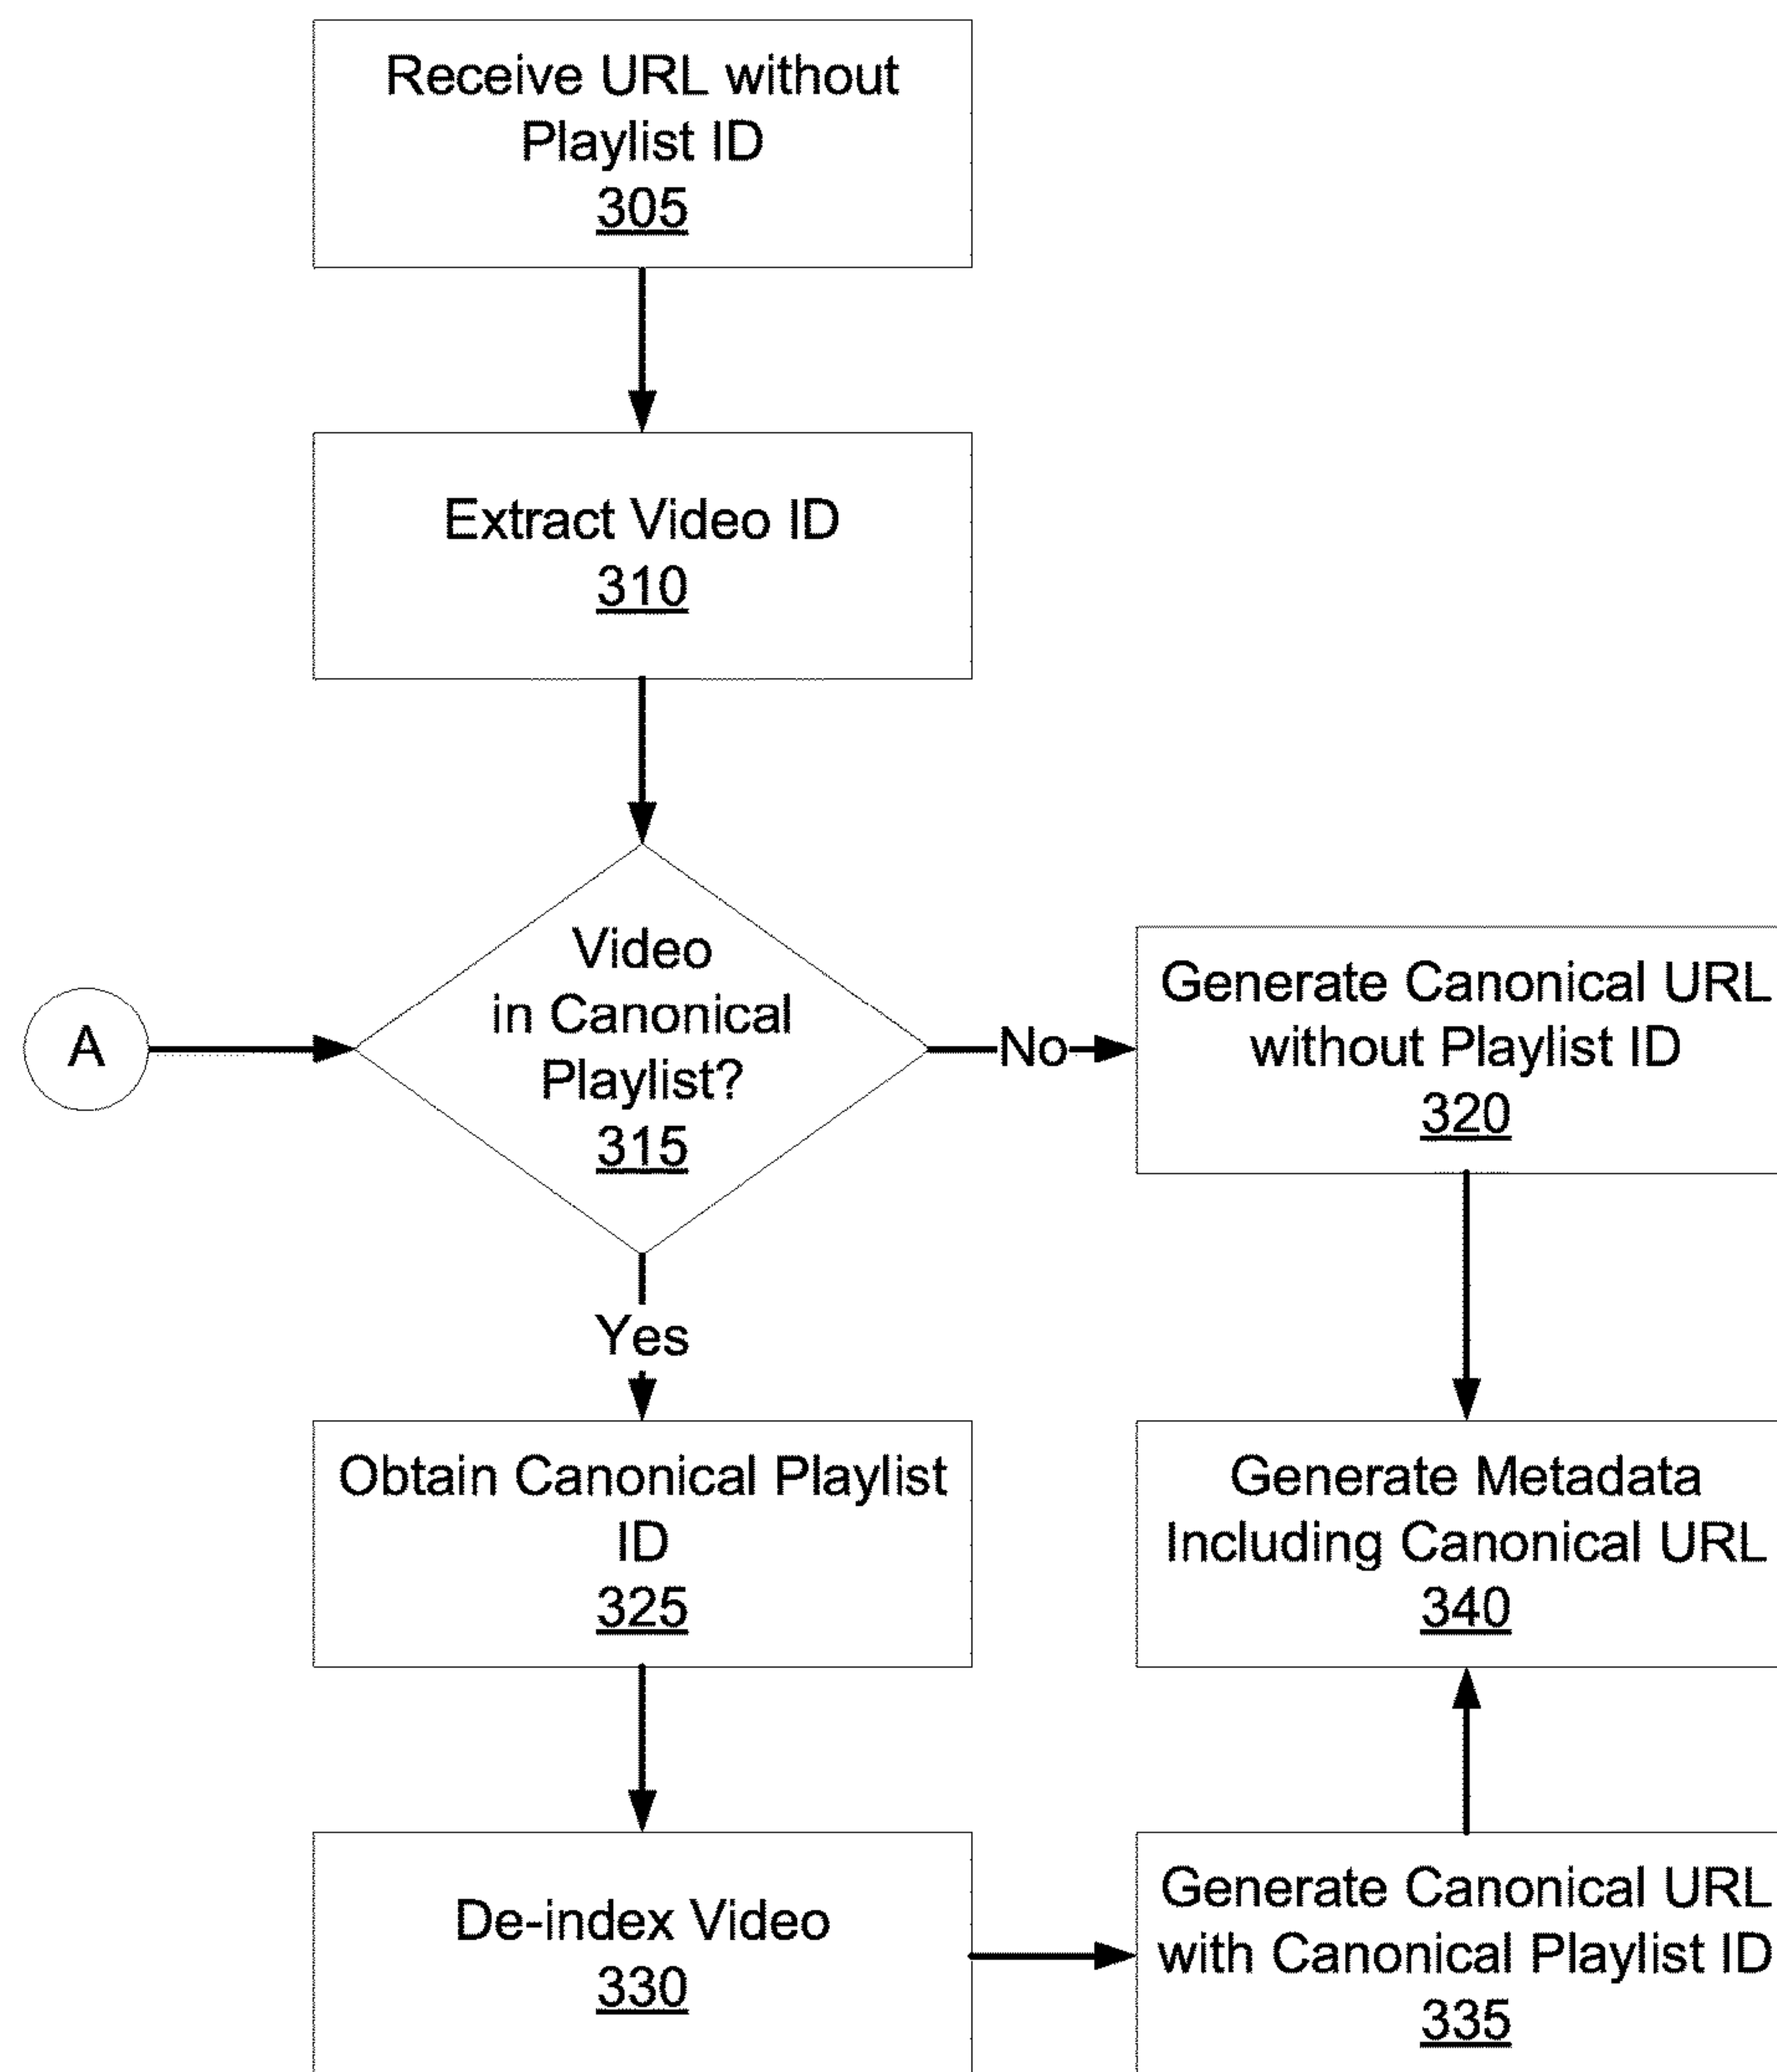 Receive URL without
Playlist ID
305
Extract Video ID
310
Video
in Canonical
Playlist?
315
A
No
Generate Canonical URL
without Playlist ID
320
Yes
Obtain Canonical Playlist
ID
325
Generate Metadata
Including Canonical URL
340
De-index Video
330
Generate Canonical URL
with Canonical Playlist ID
335